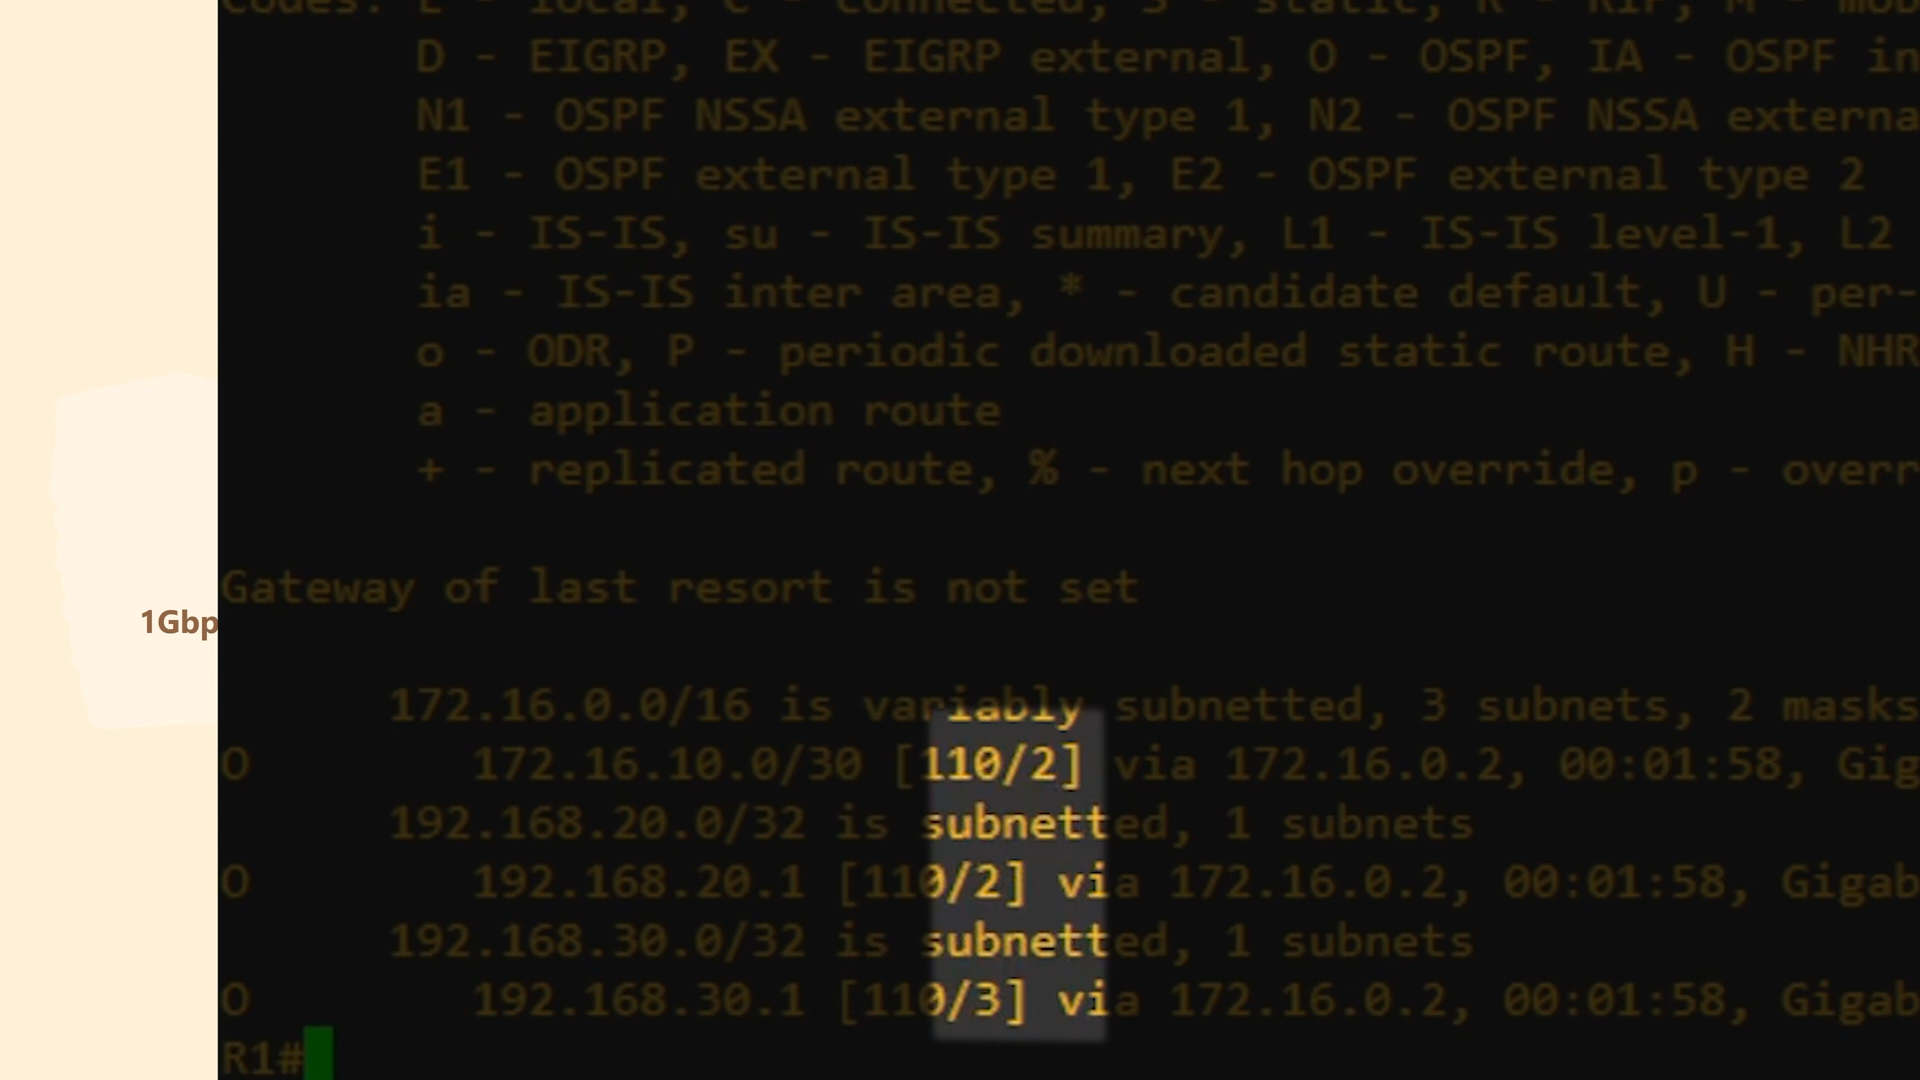 Codes: L - local, C - connected, S - static, R - RIP, M - mob
D - EIGRP, EX - EIGRP external, O - OSPF, IA - OSPF in
N1 - OSPF NSSA external type 1, N2 - OSPF NSSA externa
E1 - OSPF external type 1, E2 - OSPF external type 2
i - IS-IS, su - IS-IS summary, L1 - IS-IS level-1, L2
ia - IS-IS inter area, * - candidate default, U - per-
o - ODR, P - periodic downloaded static route, H - NHR
a - application route
+ - replicated route, % - next hop override, p - overr
Gateway of last resort is not set
1Gbp
172.16.0.0/16 is variably subnetted, 3 subnets, 2 masks
O 172.16.10.0/30 [110/2] via 172.16.0.2, 00:01:58, Gig
192.168.20.0/32 is subnetted, 1 subnets
O 192.168.20.1 [110/2] via 172.16.0.2, 00:01:58, Gigab
192.168.30.0/32 is subnetted, 1 subnets
O 192.168.30.1 [110/3] via 172.16.0.2, 00:01:58, Gigab
R1#